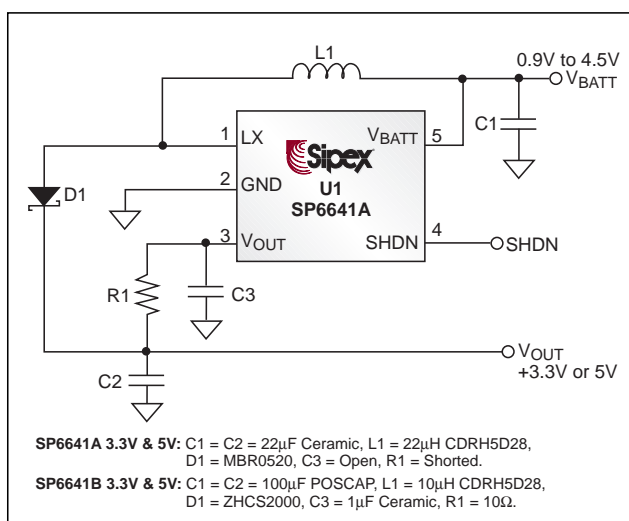 L1
0.9V to 4.5V
VBATT
1 LX
VBATT 5
C1
Sipex
2 GND
U1
SP6641A
D1
3 VOUT
SHDN 4
SHDN
R1
C3
VOUT
+3.3V or 5V
C2
SP6641A 3.3V & 5V: C1 = C2 = 22µF Ceramic, L1 = 22µH CDRH5D28,
D1 = MBR0520, C3 = Open, R1 = Shorted.
SP6641B 3.3V & 5V: C1 = C2 = 100µF POSCAP, L1 = 10µH CDRH5D28,
D1 = ZHCS2000, C3 = 1µF Ceramic, R1 = 10Ω.